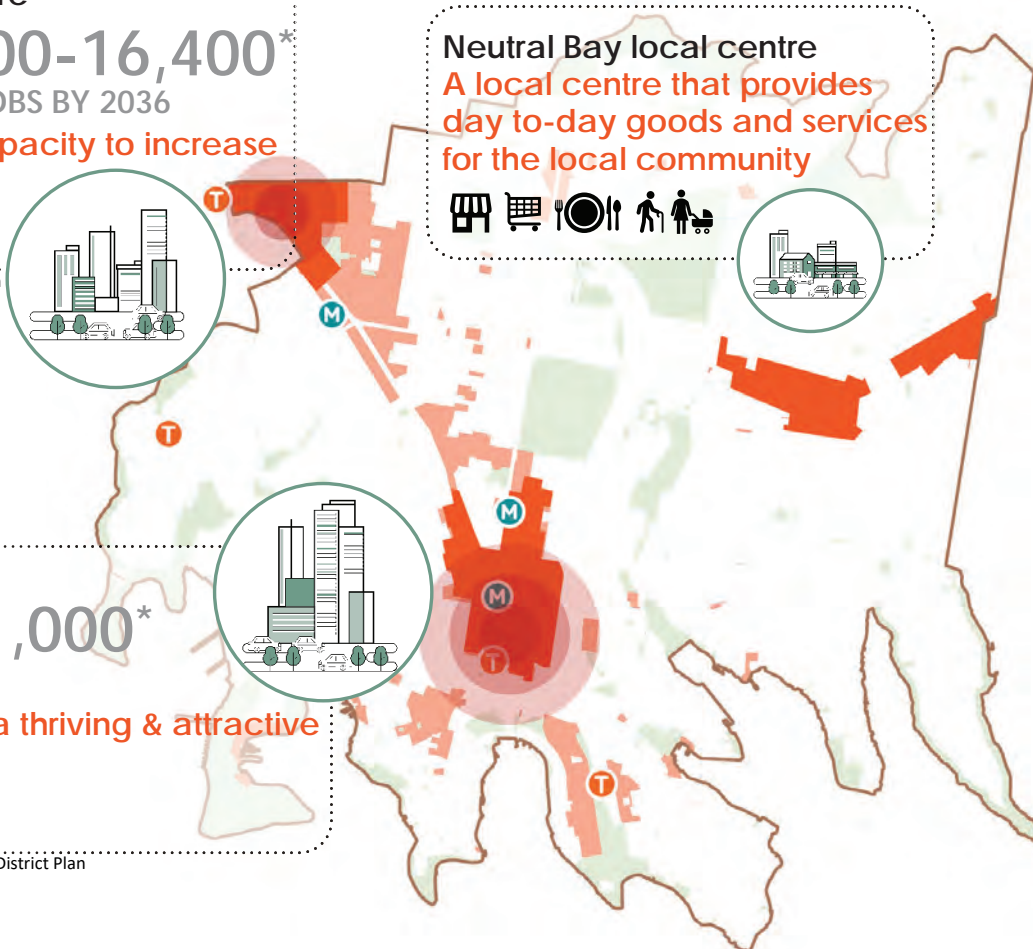 00-16,400*
OBS BY 2036
pacity to increase
Neutral Bay local centre
A local centre that provides
day to-day goods and services
for the local community
T
M
T
M
M
T
,000*
a thriving & attractive
T
District Plan